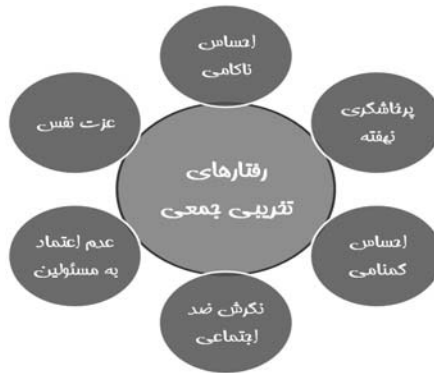 احساس
ناکامی
پرخاشگری
نهفته
احساس
گمنامی
نگرش ضد
اجتماعی
عدم اعتماد
به مسئولین
عزت نفس
رفتارهای
تخریبی جمعی